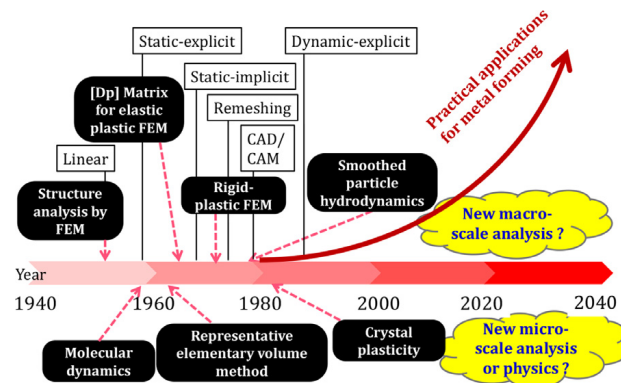 Static-explicit
Dynamic-explicit
[Dp] Matrix
for elastic
plastic FEM
Static-implicit
Remeshing
Linear
CAD/
CAM
Structure
analysis by
FEM
Rigid-
plastic FEM
Smoothed
particle
hydrodynamics
Practical applications
for metal forming
New macro-
scale analysis ?
Year
1940
1960
1980
2000
2020
2040
Molecular
dynamics
Representative
elementary volume
method
Crystal
plasticity
New micro-
scale analysis
or physics ?